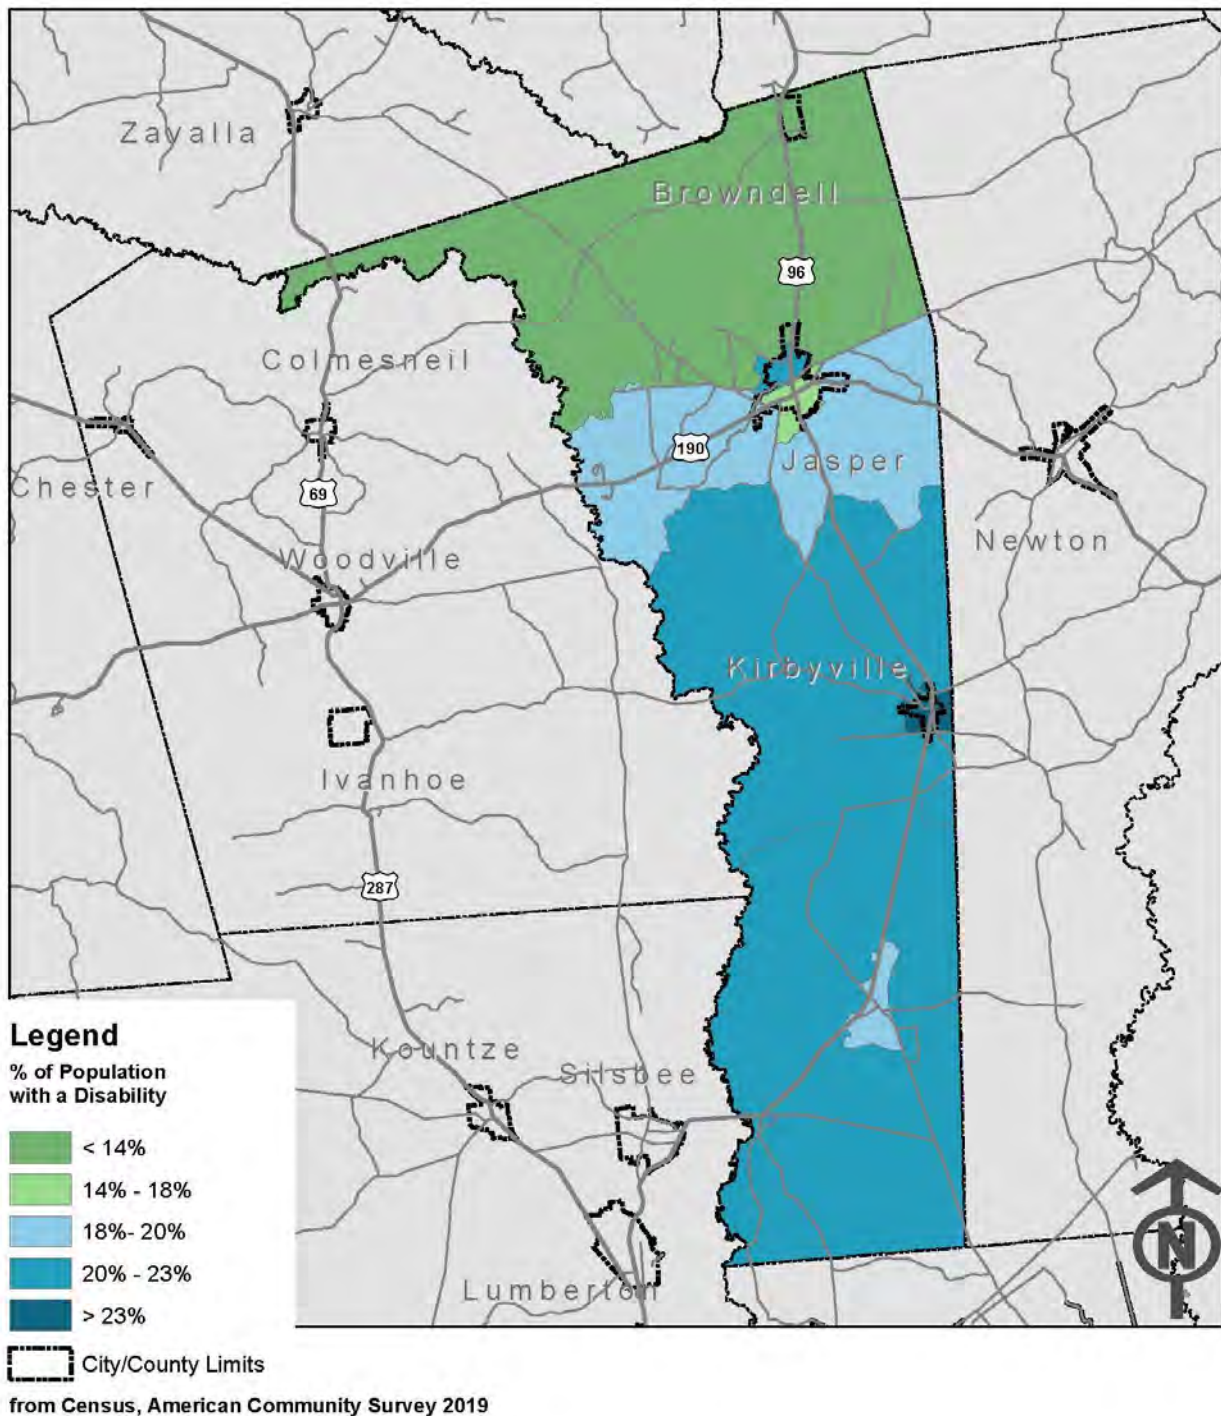 Zavalla
Browndell
96
Colmesneil
190
Jasper
Chester
69
Newton
Woodville
Kirbyville
Ivanhoe
287
Legend
% of Population
with a Disability
< 14%
14% - 18%
18%- 20%
20% - 23%
> 23%
City/County Limits
from Census, American Community Survey 2019
Kountze
Silsbee
Lumberton
N